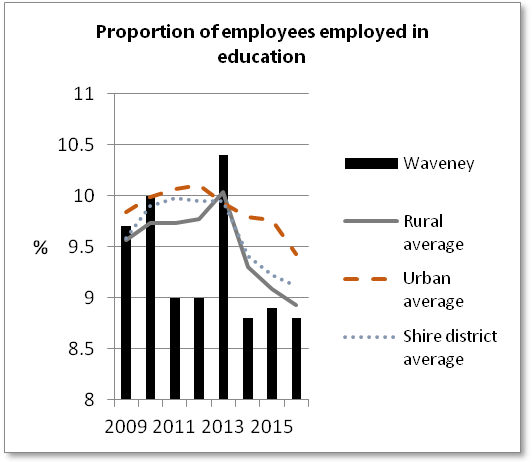 Proportion of employees employed in
education
11
10.5
10
9.5
9
8.5
8
%
2009 2011 2013 2015
Waveney
Rural
average
Urban
average
Shire district
average